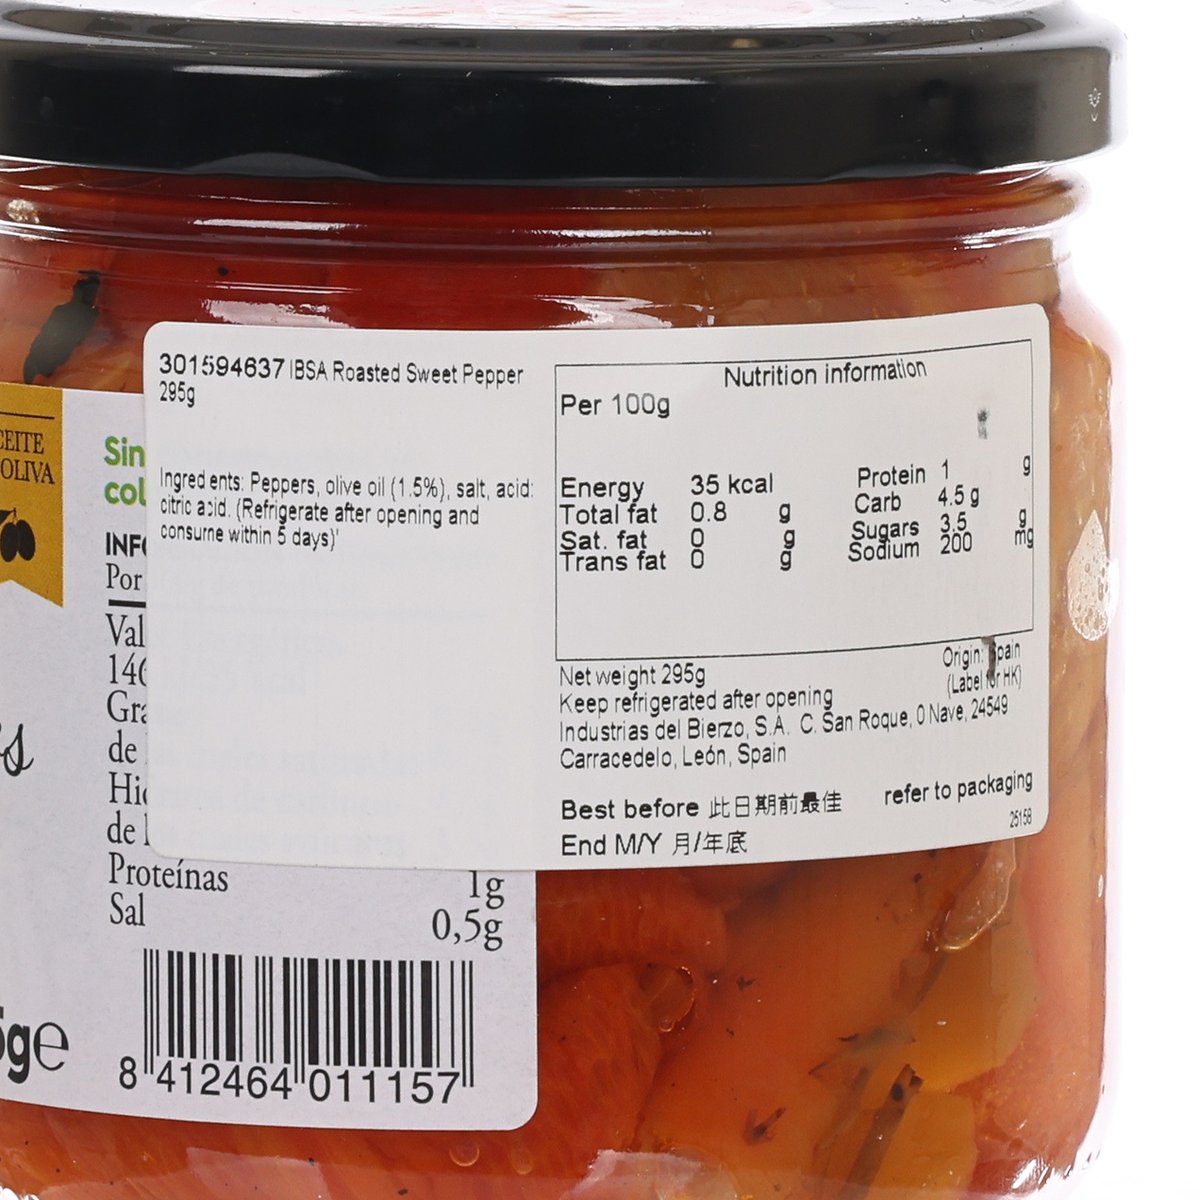 301594637 IBSA Roasted Sweet Pepper
295g
Ingredients: Peppers, olive oil (1.5%), salt, acid:
citric acid. (Refrigerate after opening and
consume within 5 days)'
Nutrition information
Per 100g
Energy 35 kcal
Total fat 0.8 g
Sat. fat 0 g
Trans fat 0 g
Protein 1 g
Carb 4.5 g
Sugars 3.5 g
Sodium 200 mg
Net weight 295g
Origin: Spain
Keep refrigerated after opening
(Label for HK)
Industrias del Bierzo, S.A. C. San Roque, 0 Nave, 24549
Carracedelo, León, Spain
Best before 此日期前最佳 refer to packaging
End M/Y 月/年底
25158
CEITE
OLIVA
Sin
col
INF
Por
Val
146
Gra
de
Hi
de l
Proteínas 1g
Sal 0,5g
5g e
8 412464 011157